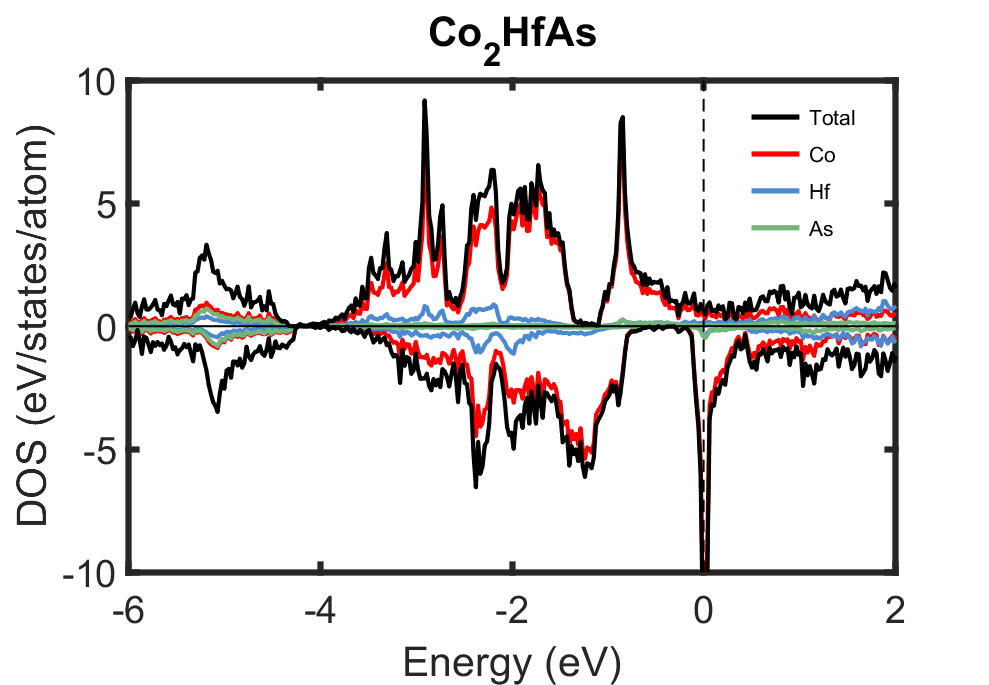 Co₂HfAs
10
5
0
-5
-10
DOS (eV/states/atom)
Total
Co
Hf
As
-6
-4
-2
0
2
Energy (eV)